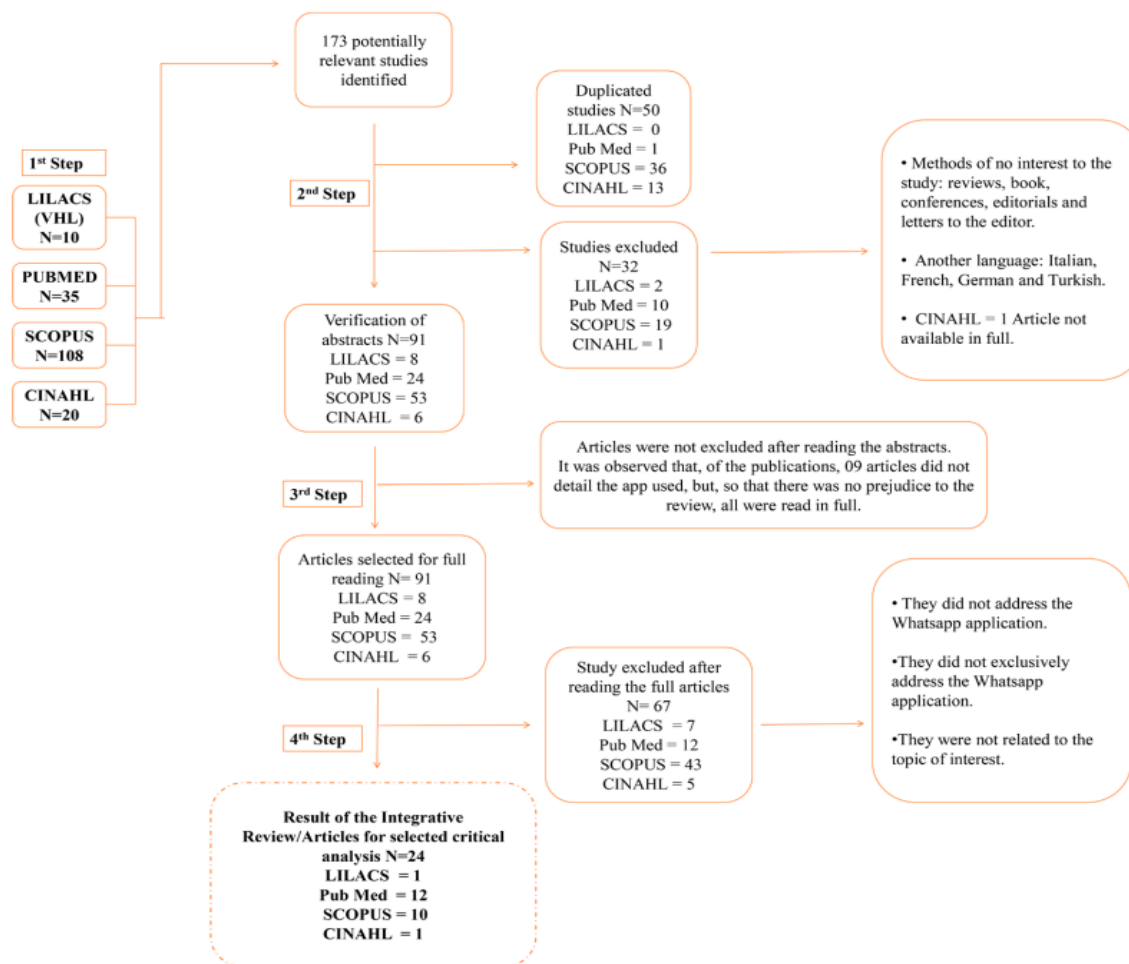 173 potentially
relevant studies
identified
1st Step
LILACS
(VHL)
N=10
PUBMED
N=35
SCOPUS
N=108
CINAHL
N=20
2nd Step
Duplicated
studies N=50
LILACS = 0
Pub Med = 1
SCOPUS = 36
CINAHL = 13
Studies excluded
N=32
LILACS = 2
Pub Med = 10
SCOPUS = 19
CINAHL = 1
• Methods of no interest to the
study: reviews, book,
conferences, editorials and
letters to the editor.
• Another language: Italian,
French, German and Turkish.
• CINAHL = 1 Article not
available in full.
Verification of
abstracts N=91
LILACS = 8
Pub Med = 24
SCOPUS = 53
CINAHL = 6
3rd Step
Articles were not excluded after reading the abstracts.
It was observed that, of the publications, 09 articles did not
detail the app used, but, so that there was no prejudice to the
review, all were read in full.
Articles selected for full
reading N= 91
LILACS = 8
Pub Med = 24
SCOPUS = 53
CINAHL = 6
4th Step
Study excluded after
reading the full articles
N= 67
LILACS = 7
Pub Med = 12
SCOPUS = 43
CINAHL = 5
• They did not address the
Whatsapp application.
•They did not exclusively
address the Whatsapp
application.
•They were not related to the
topic of interest.
Result of the Integrative
Review/Articles for selected critical
analysis N=24
LILACS = 1
Pub Med = 12
SCOPUS = 10
CINAHL = 1